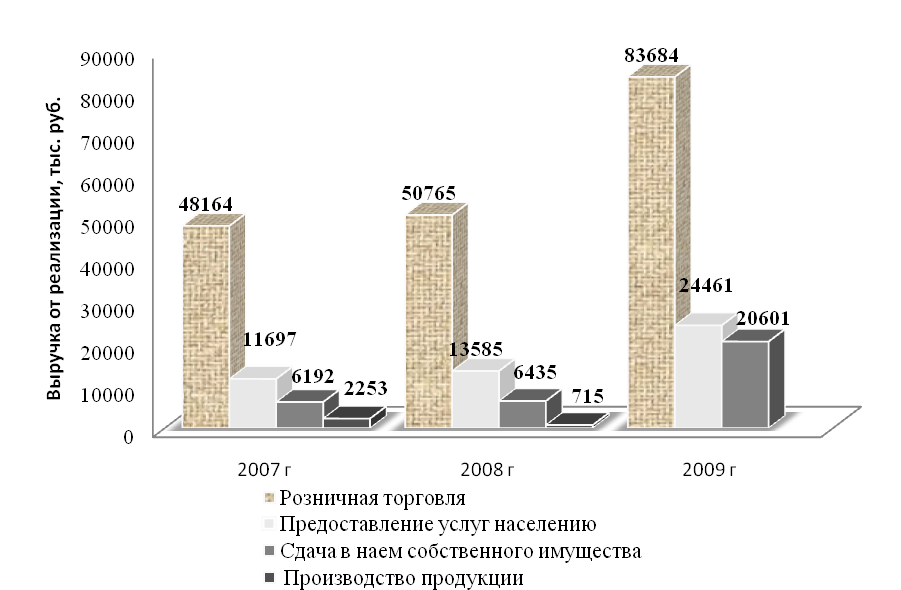 Выручка от реализации, тыс. руб.
90000
80000
70000
60000
50000
40000
30000
20000
10000
0
48164
11697
6192
2253
50765
13585
6435
715
83684
24461
20601
2007 г
2008 г
2009 г
Розничная торговля
Предоставление услуг населению
Сдача в наем собственного имущества
Производство продукции